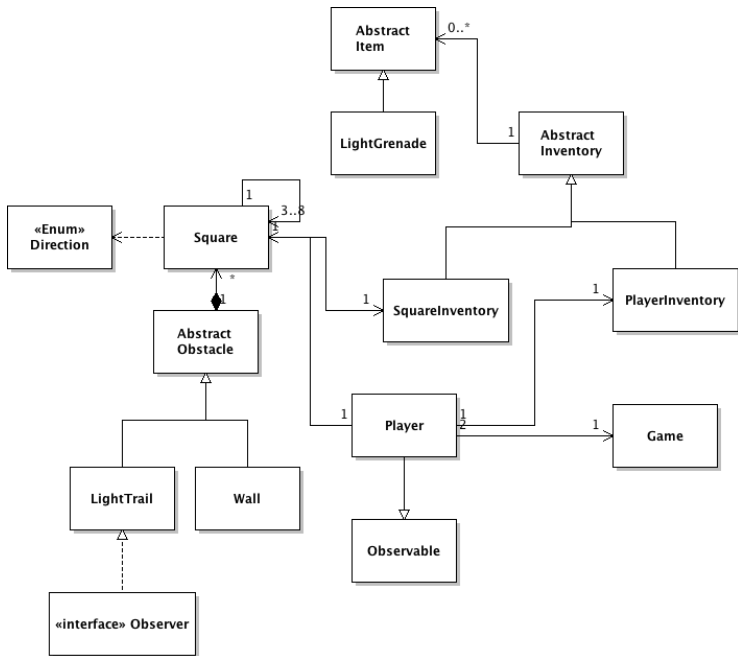 Abstract
Item
0..*
LightGrenade
1
Abstract
Inventory
1
3..8
«Enum»
Direction
Square
1
*
1
1
SquareInventory
1
PlayerInventory
Abstract
Obstacle
1
Player
1
2
1
Game
LightTrail
Wall
Observable
«interface» Observer